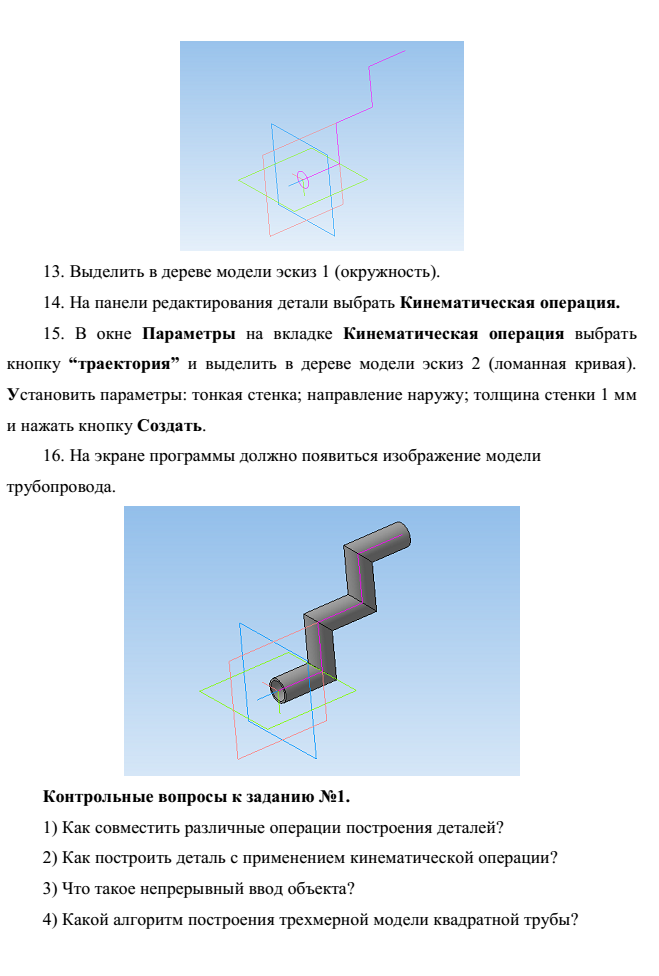 13. Выделить в дереве модели эскиз 1 (окружность).
14. На панели редактирования детали выбрать Кинематическая операция.
15. В окне Параметры на вкладке Кинематическая операция выбрать
кнопку “траектория” и выделить в дереве модели эскиз 2 (ломанная кривая).
Установить параметры: тонкая стенка; направление наружу; толщина стенки 1 мм
и нажать кнопку Создать.
16. На экране программы должно появиться изображение модели
трубопровода.
Контрольные вопросы к заданию №1.
1) Как совместить различные операции построения деталей?
2) Как построить деталь с применением кинематической операции?
3) Что такое непрерывный ввод объекта?
4) Какой алгоритм построения трехмерной модели квадратной трубы?